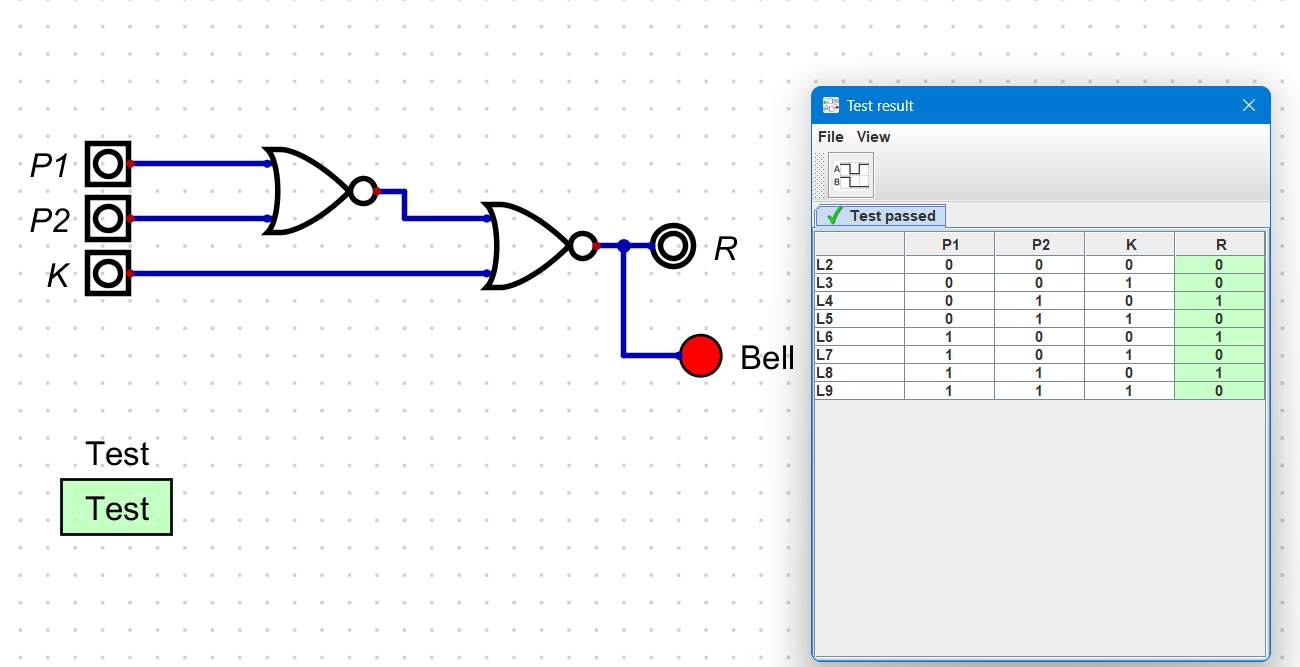 P1
P2
K
R
Bell
Test
Test
Test result
File View
A
B
Test passed
P1 P2 K R
L2 0 0 0 0
L3 0 0 1 0
L4 0 1 0 1
L5 0 1 1 0
L6 1 0 0 1
L7 1 0 1 0
L8 1 1 0 1
L9 1 1 1 0